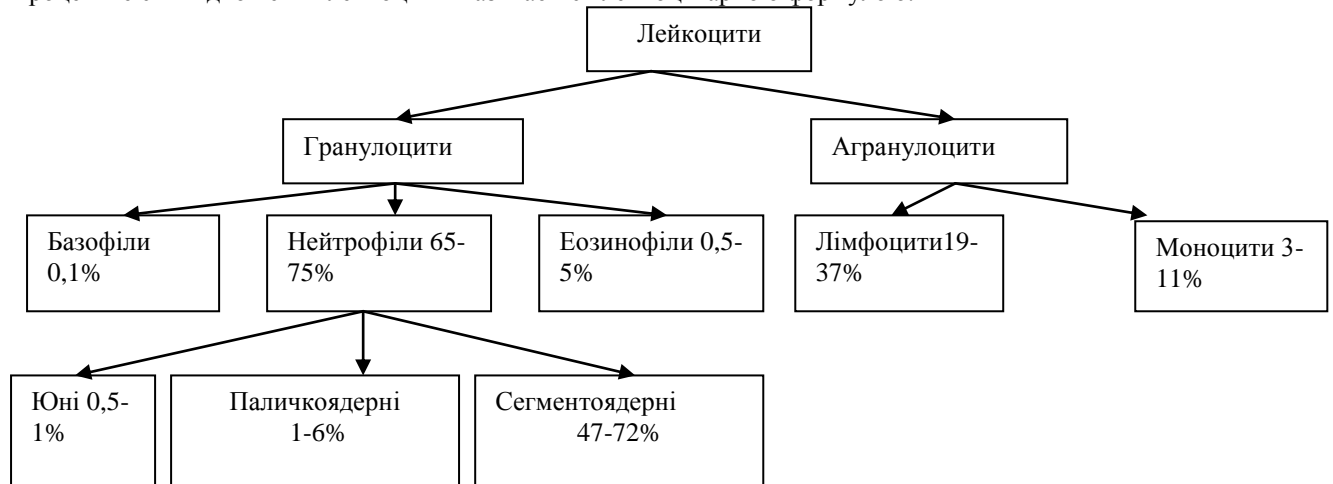 Лейкоцити
Гранулоцити
Агранулоцити
Базофіли
0,1%
Нейтрофіли 65-
75%
Еозинофіли 0,5-
5%
Лімфоцити19-
37%
Моноцити 3-
11%
Юні 0,5-
1%
Паличкоядерні
1-6%
Сегментоядерні
47-72%